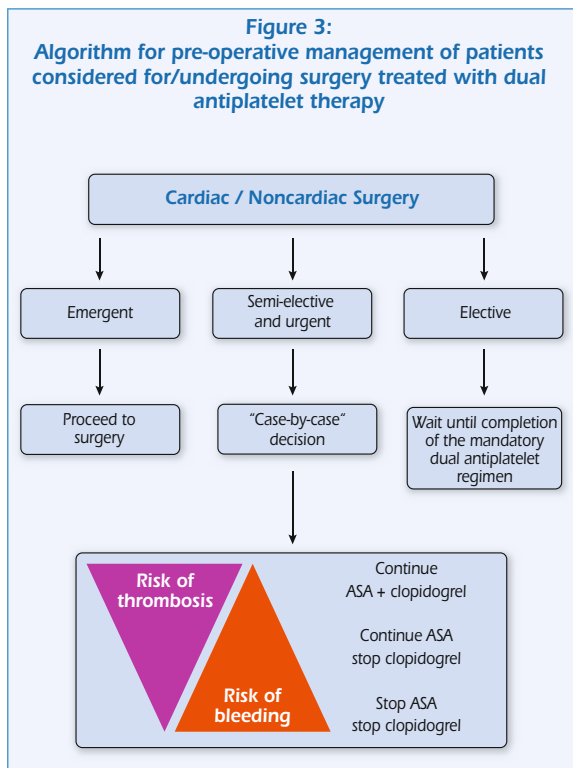 Figure 3:
Algorithm for pre-operative management of patients
considered for/undergoing surgery treated with dual
antiplatelet therapy
Cardiac / Noncardiac Surgery
Emergent
Semi-elective
and urgent
Elective
Proceed to
surgery
"Case-by-case"
decision
Wait until completion
of the mandatory
dual antiplatelet
regimen
Risk of
thrombosis
Risk of
bleeding
Continue
ASA + clopidogrel
Continue ASA
stop clopidogrel
Stop ASA
stop clopidogrel